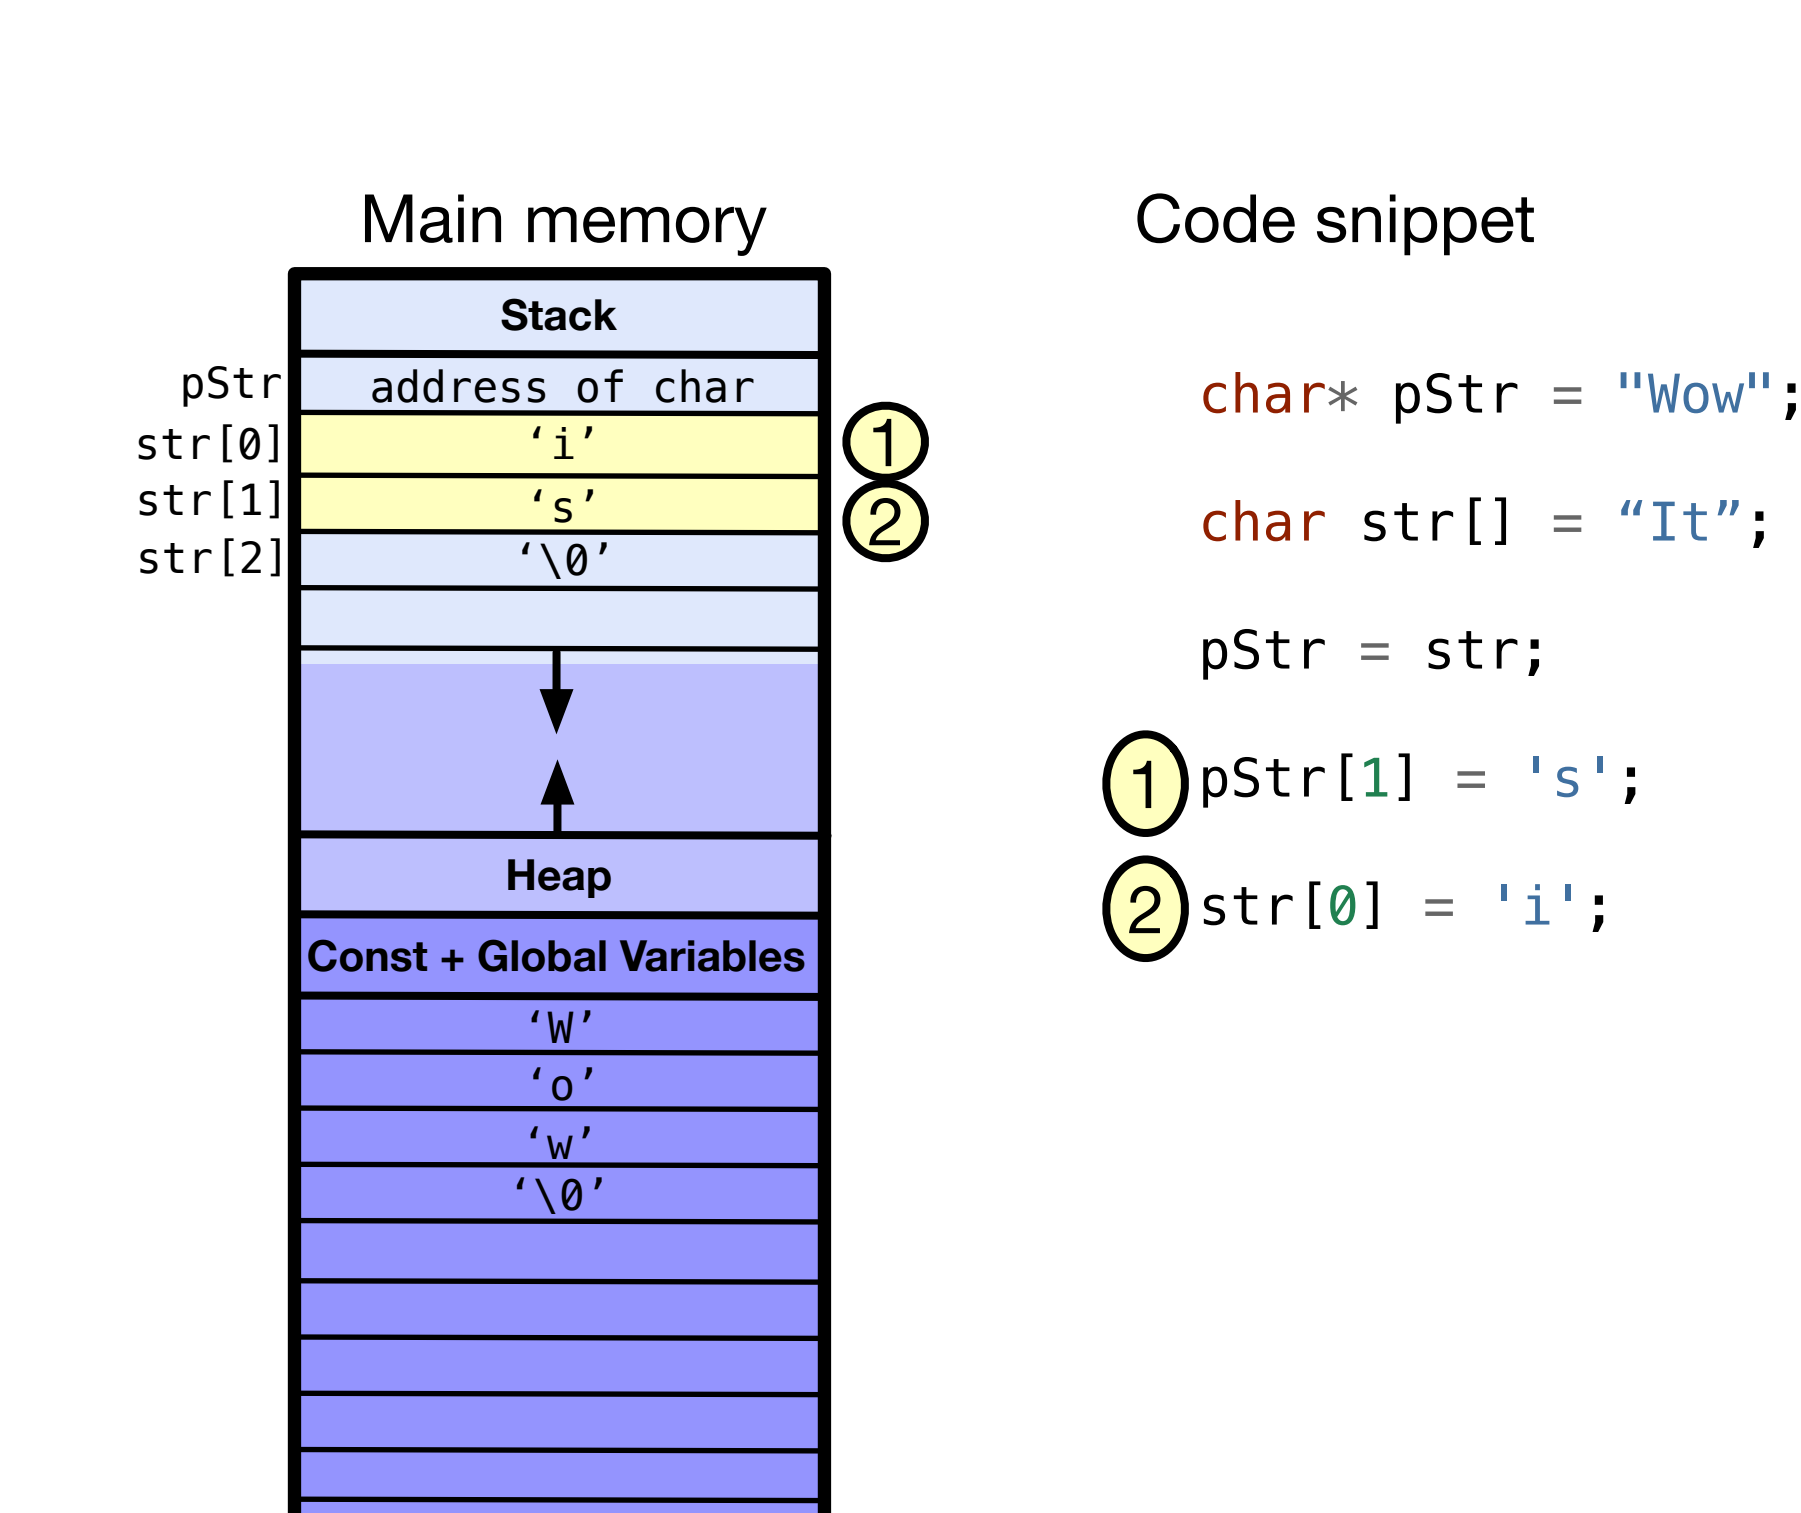 Main memory
Stack
pStr address of char
str[0] ‘i’ 1
str[1] ‘s’ 2
str[2] ‘\0’
Heap
Const + Global Variables
‘W’
‘o’
‘w’
‘\0’
Code snippet
char* pStr = "Wow";
char str[] = “It”;
pStr = str;
1 pStr[1] = 's';
2 str[0] = 'i';